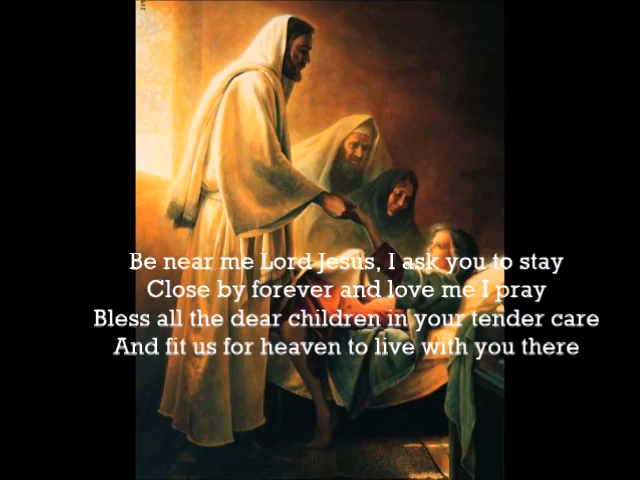 Be near me Lord Jesus, I ask you to stay
Close by forever and love me I pray
Bless all the dear children in your tender care
And fit us for heaven to live with you there